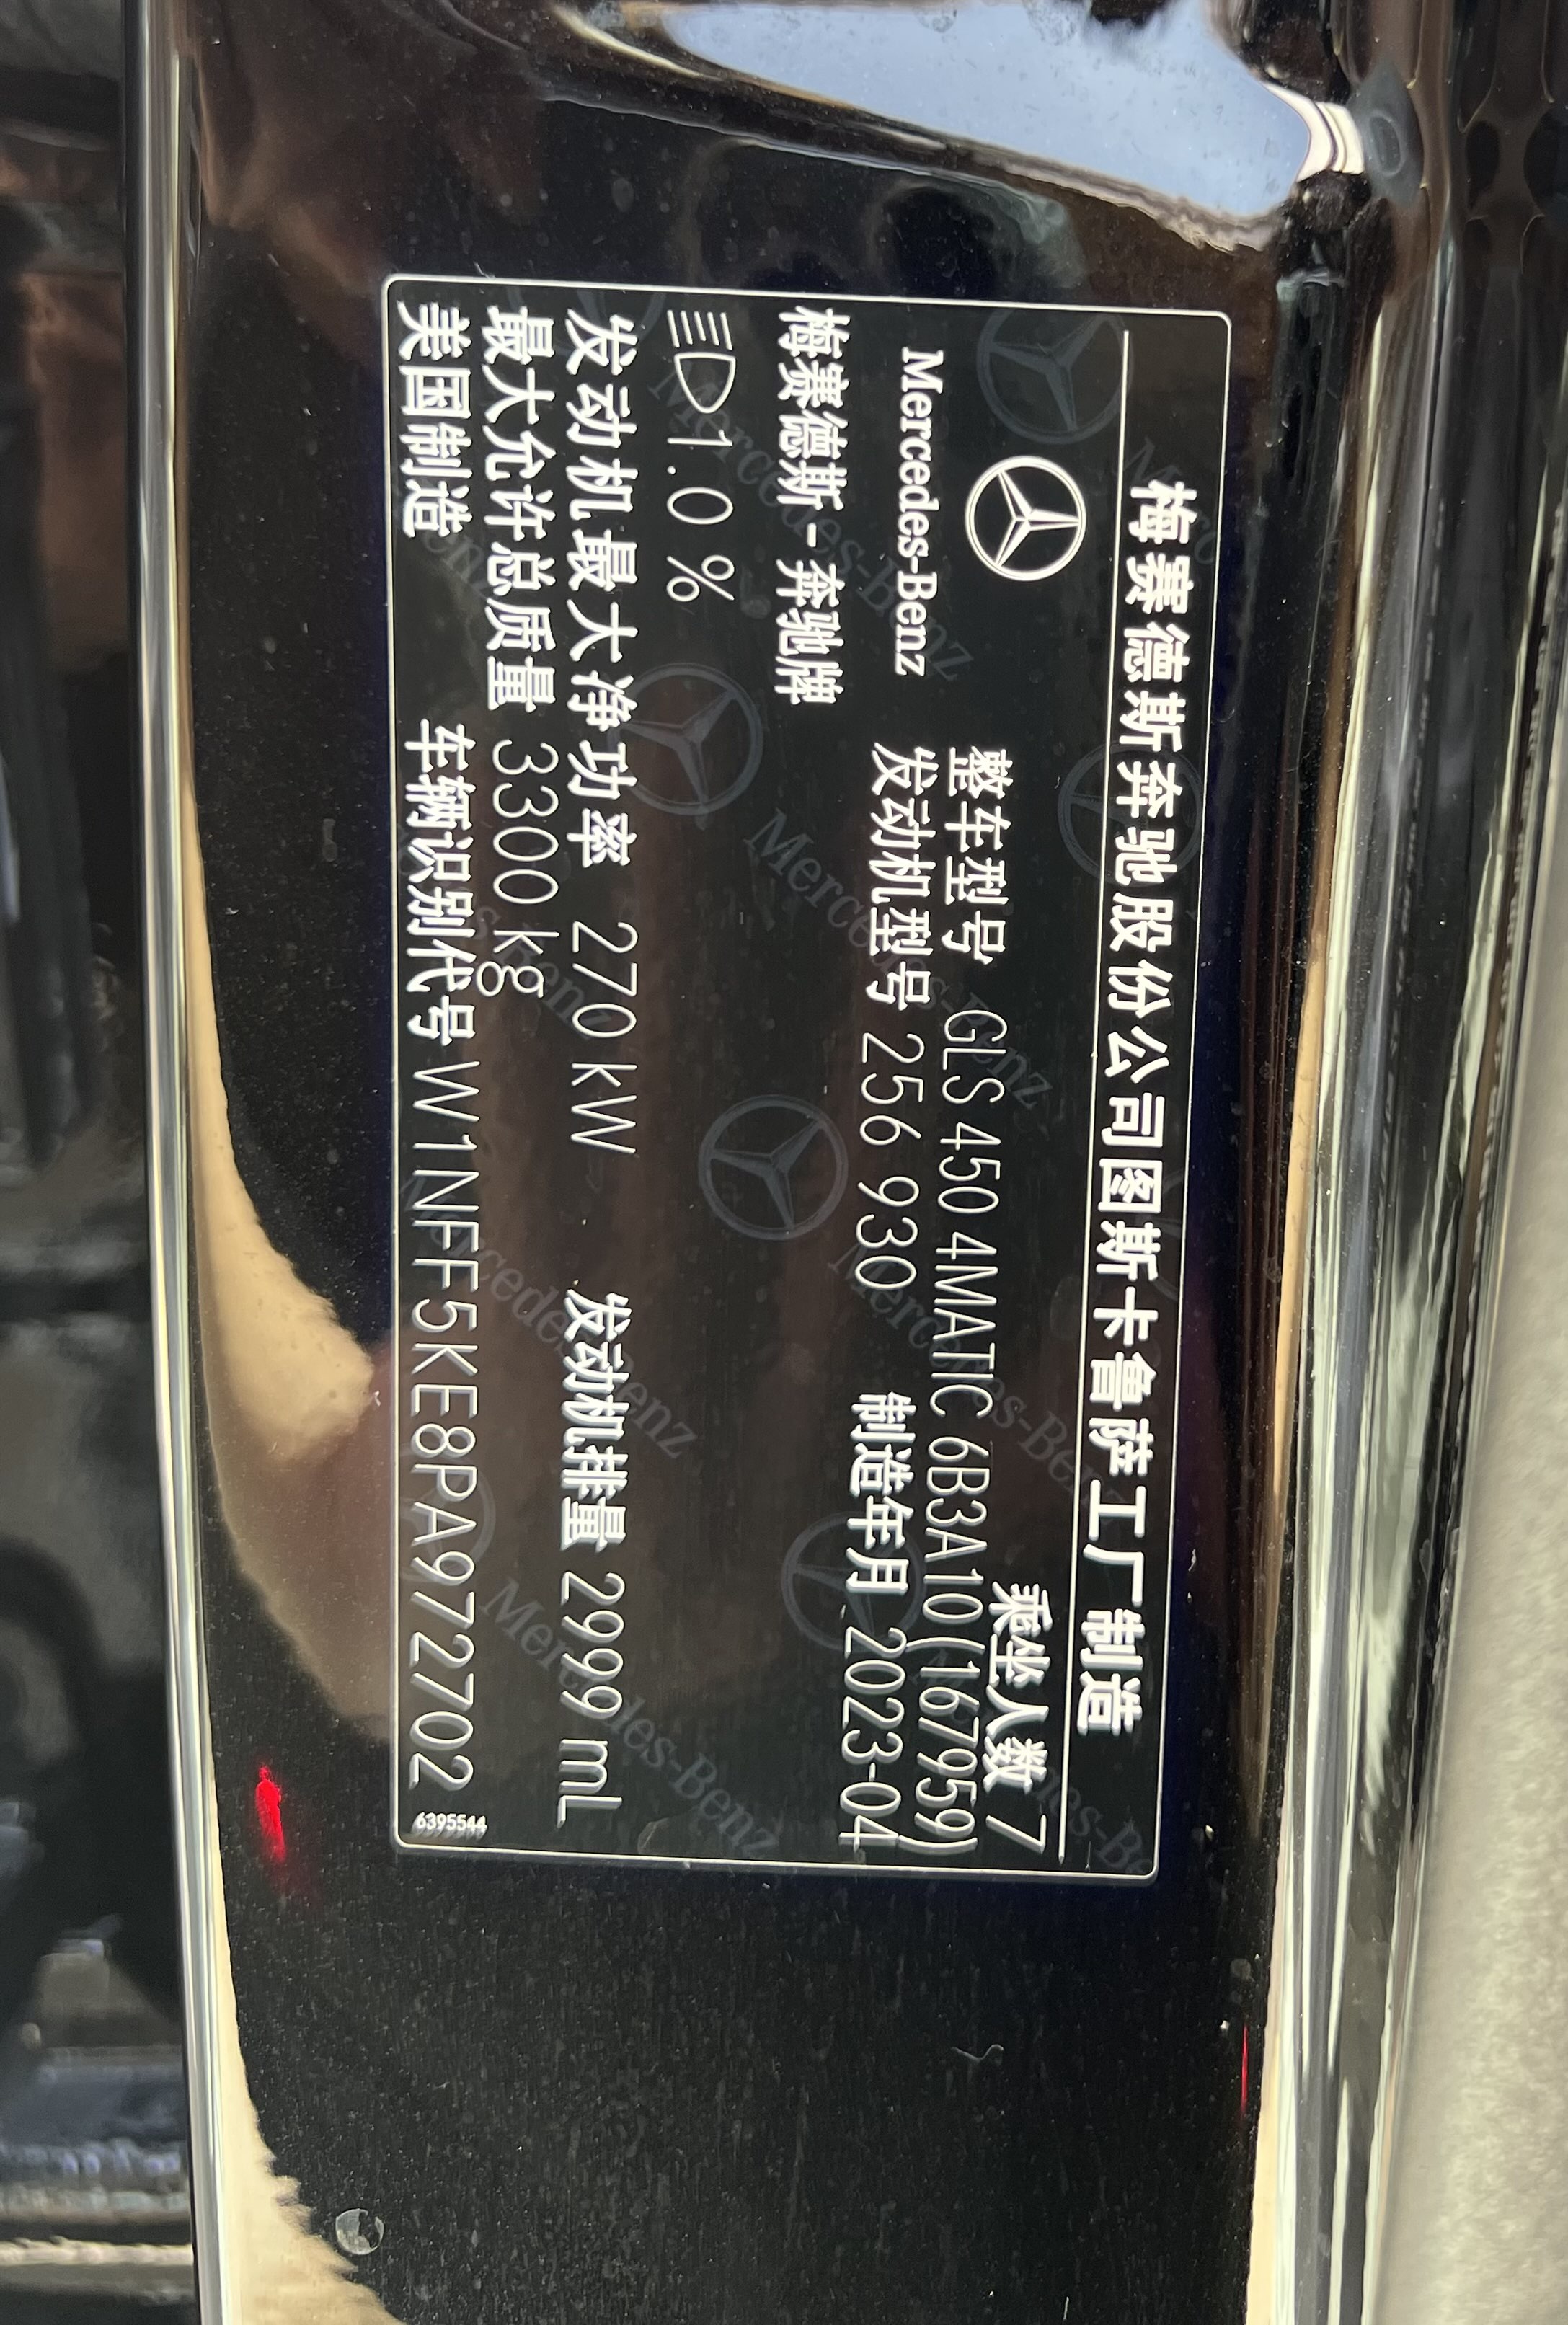 梅赛德斯奔驰股份公司图斯卡鲁萨工厂制造
乘坐人数 7
整车型号 GLS 450 4MATIC 6B3A10(167959)
Mercedes-Benz
发动机型号 256 930 制造年月 2023-04
梅赛德斯-奔驰牌
1.0 %
发动机最大净功率 270 kW 发动机排量 2999 mL
最大允许总质量 3300 kg
美国制造 车辆识别代号 W1NFF5KE8PA972702
6395544